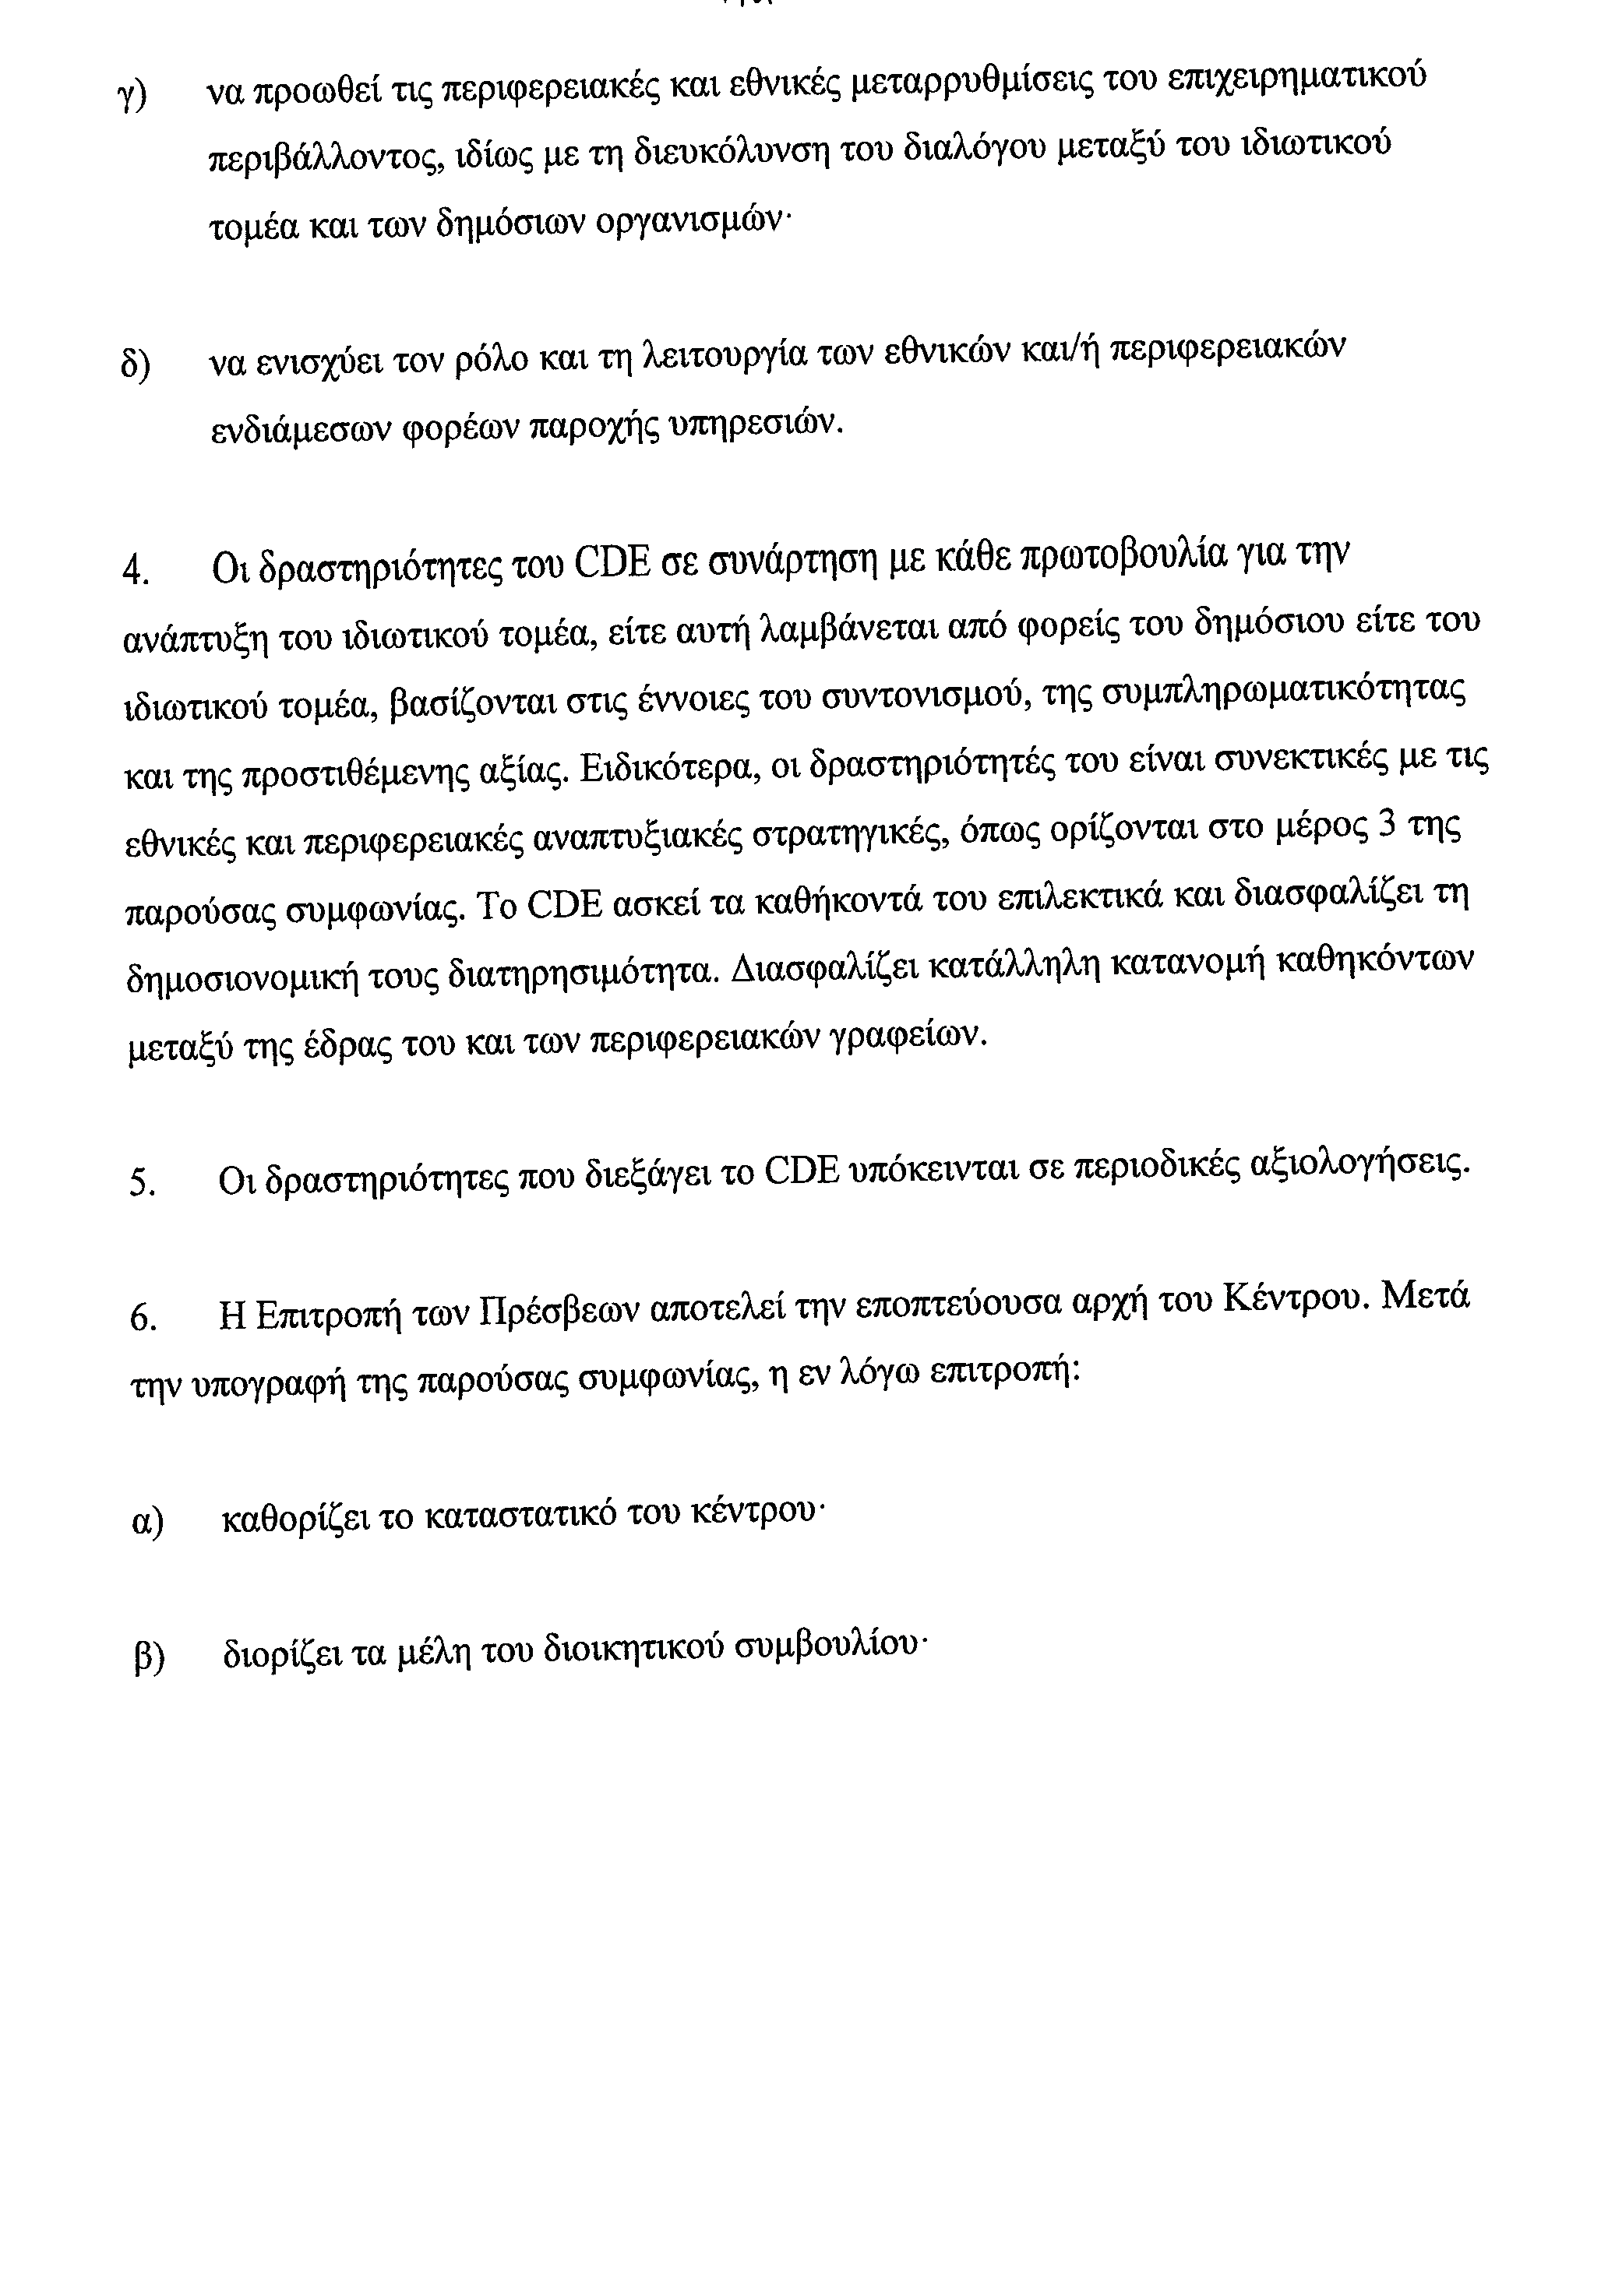 γ) να προωθεί τις περιφερειακές και εθνικές μεταρρυθμίσεις του επιχειρηματικού
περιβάλλοντος, ιδίως με τη διευκόλυνση του διαλόγου μεταξύ του ιδιωτικού
τομέα και των δημόσιων οργανισμών·
δ) να ενισχύει τον ρόλο και τη λειτουργία των εθνικών και/ή περιφερειακών
ενδιάμεσων φορέων παροχής υπηρεσιών.
4. Οι δραστηριότητες του CDE σε συνάρτηση με κάθε πρωτοβουλία για την
ανάπτυξη του ιδιωτικού τομέα, είτε αυτή λαμβάνεται από φορείς του δημόσιου είτε του
ιδιωτικού τομέα, βασίζονται στις έννοιες του συντονισμού, της συμπληρωματικότητας
και της προστιθέμενης αξίας. Ειδικότερα, οι δραστηριότητές του είναι συνεκτικές με τις
εθνικές και περιφερειακές αναπτυξιακές στρατηγικές, όπως ορίζονται στο μέρος 3 της
παρούσας συμφωνίας. Το CDE ασκεί τα καθήκοντά του επιλεκτικά και διασφαλίζει τη
δημοσιονομική τους διατηρησιμότητα. Διασφαλίζει κατάλληλη κατανομή καθηκόντων
μεταξύ της έδρας του και των περιφερειακών γραφείων.
5. Οι δραστηριότητες που διεξάγει το CDE υπόκεινται σε περιοδικές αξιολογήσεις.
6. Η Επιτροπή των Πρέσβεων αποτελεί την εποπτεύουσα αρχή του Κέντρου. Μετά
την υπογραφή της παρούσας συμφωνίας, η εν λόγω επιτροπή:
α) καθορίζει το καταστατικό του κέντρου·
β) διορίζει τα μέλη του διοικητικού συμβουλίου·